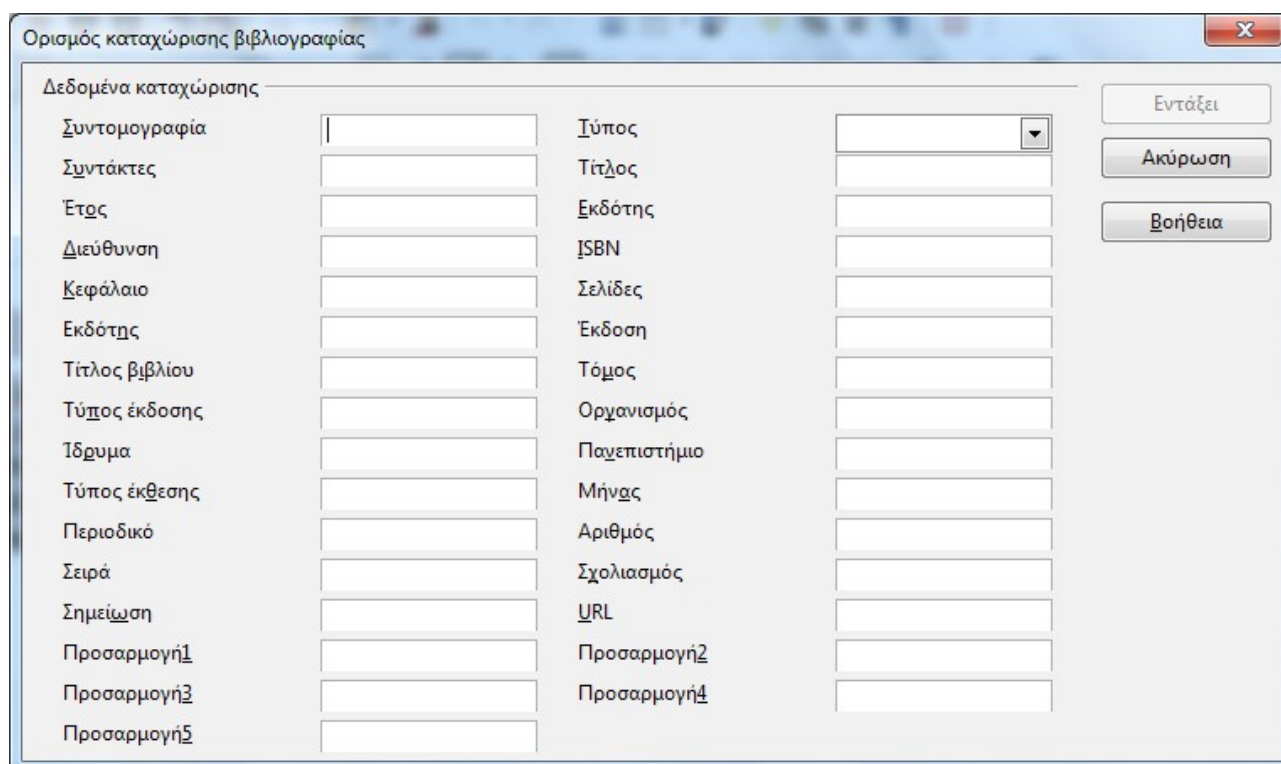 Ορισμός καταχώρισης βιβλιογραφίας
Δεδομένα καταχώρισης
Εντάξει
Συντομογραφία Τύπος
Ακύρωση
Συντάκτες Τίτλος
Έτος Εκδότης
Βοήθεια
Διεύθυνση ISBN
Κεφάλαιο Σελίδες
Εκδότης Έκδοση
Τίτλος βιβλίου Τόμος
Τύπος έκδοσης Οργανισμός
Ίδρυμα Πανεπιστήμιο
Τύπος έκθεσης Μήνας
Περιοδικό Αριθμός
Σειρά Σχολιασμός
Σημείωση URL
Προσαρμογή1 Προσαρμογή2
Προσαρμογή3 Προσαρμογή4
Προσαρμογή5